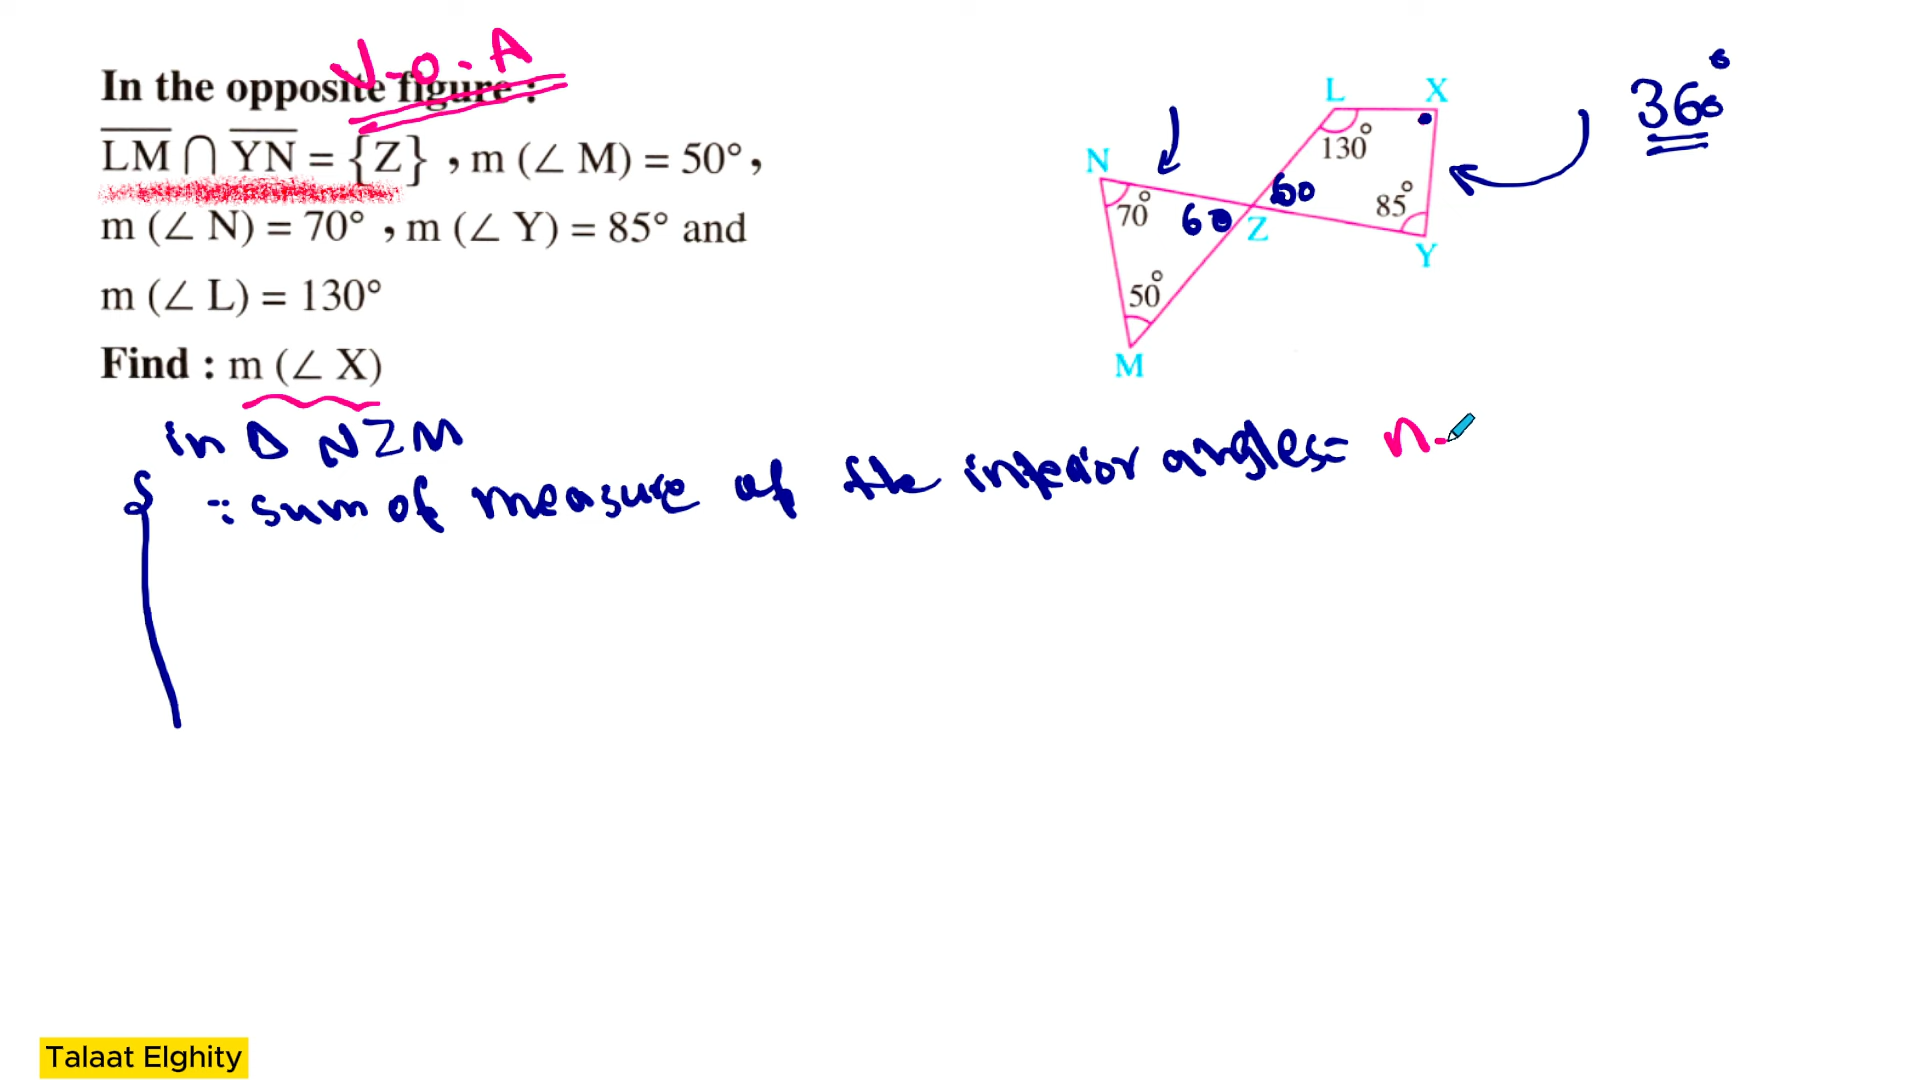 V-O-A
In the opposite figure :
LM ∩ YN = {Z} , m (∠ M) = 50° ,
m (∠ N) = 70° , m (∠ Y) = 85° and
m (∠ L) = 130°
Find : m (∠ X)
L X
130°
N
70°
60
Z
60
85°
Y
50°
M
360°
in Δ NZM
∵ sum of measure of the interior angles = n-
Talaat Elghity